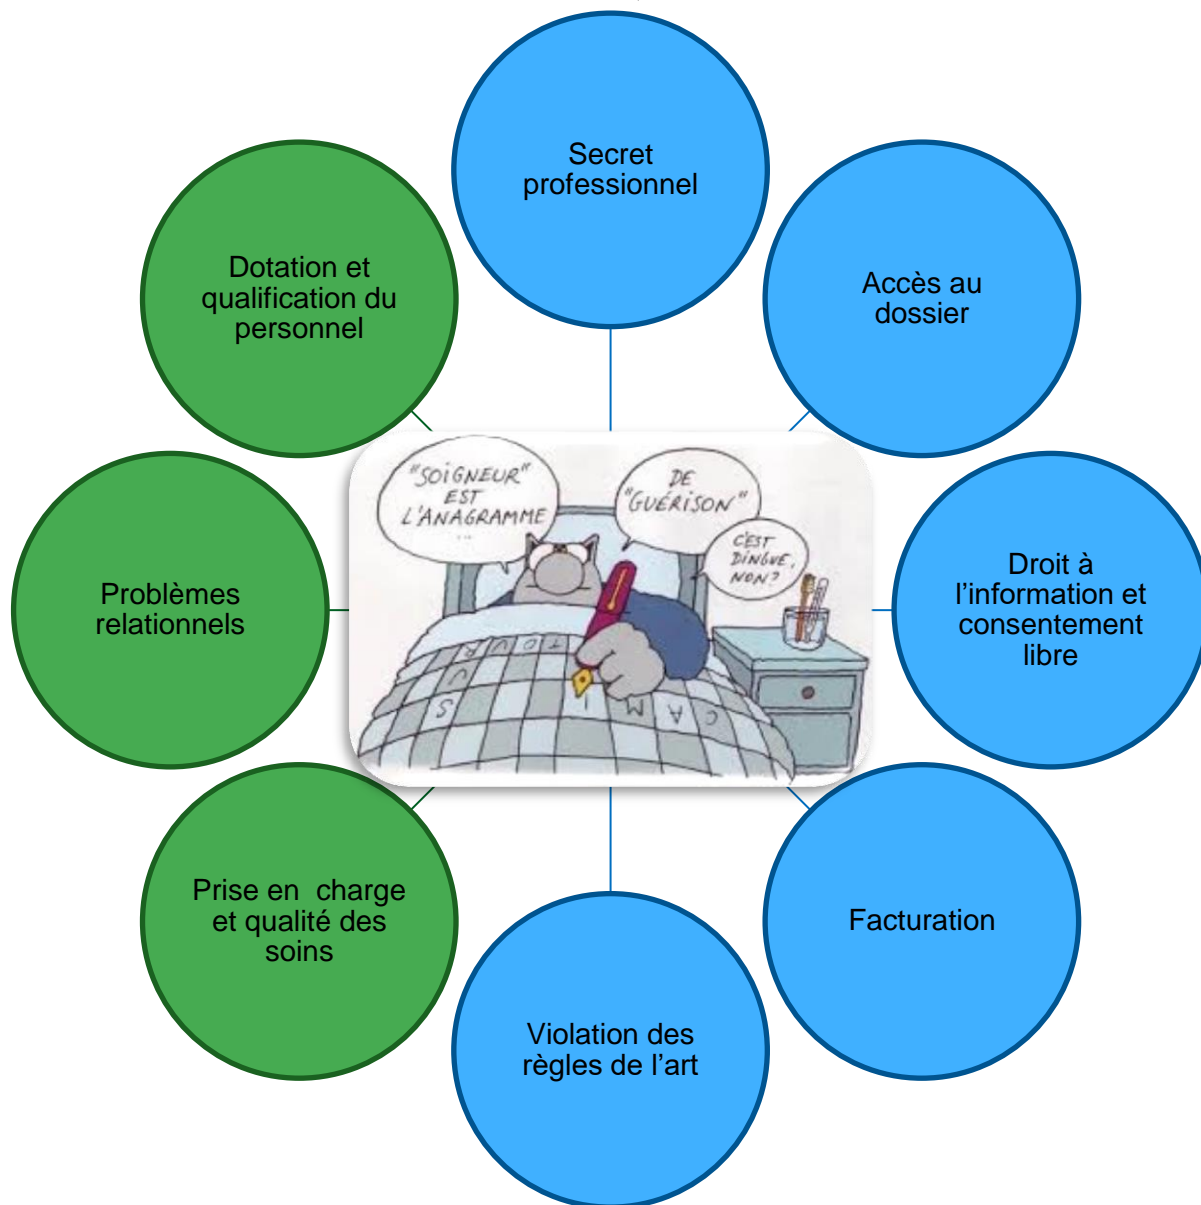 Secret
professionnel
Dotation et
qualification du
personnel
Accès au
dossier
"SOIGNEUR"
EST
L'ANAGRAMME
...
DE
"GUÉRISON"
C'EST
DINGUE,
NON?
Problèmes
relationnels
Droit à
l'information et
consentement
libre
Prise en charge
et qualité des
soins
Facturation
Violation des
règles de l'art